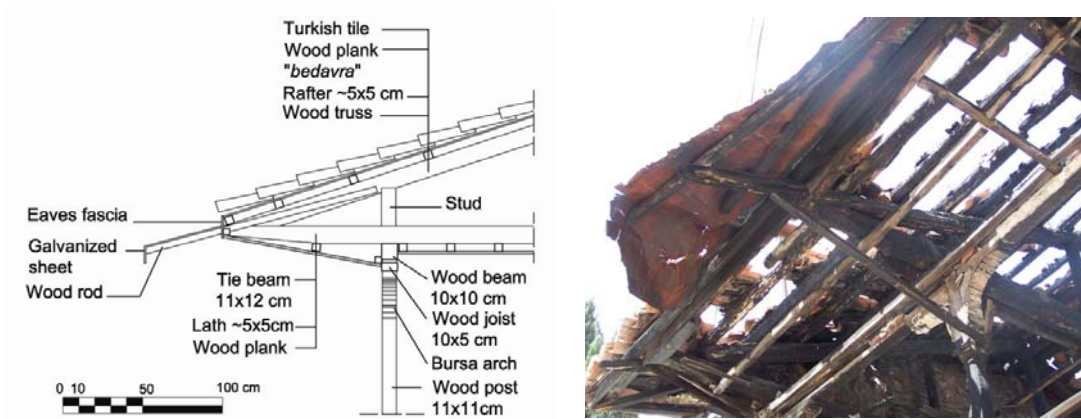 Turkish tile
Wood plank
"bedavra"
Rafter ~5x5 cm
Wood truss
Eaves fascia
Stud
Galvanized
sheet
Wood rod
Tie beam
11x12 cm
Lath ~5x5cm
Wood plank
Wood beam
10x10 cm
Wood joist
10x5 cm
Bursa arch
Wood post
11x11cm
0 10 50 100 cm